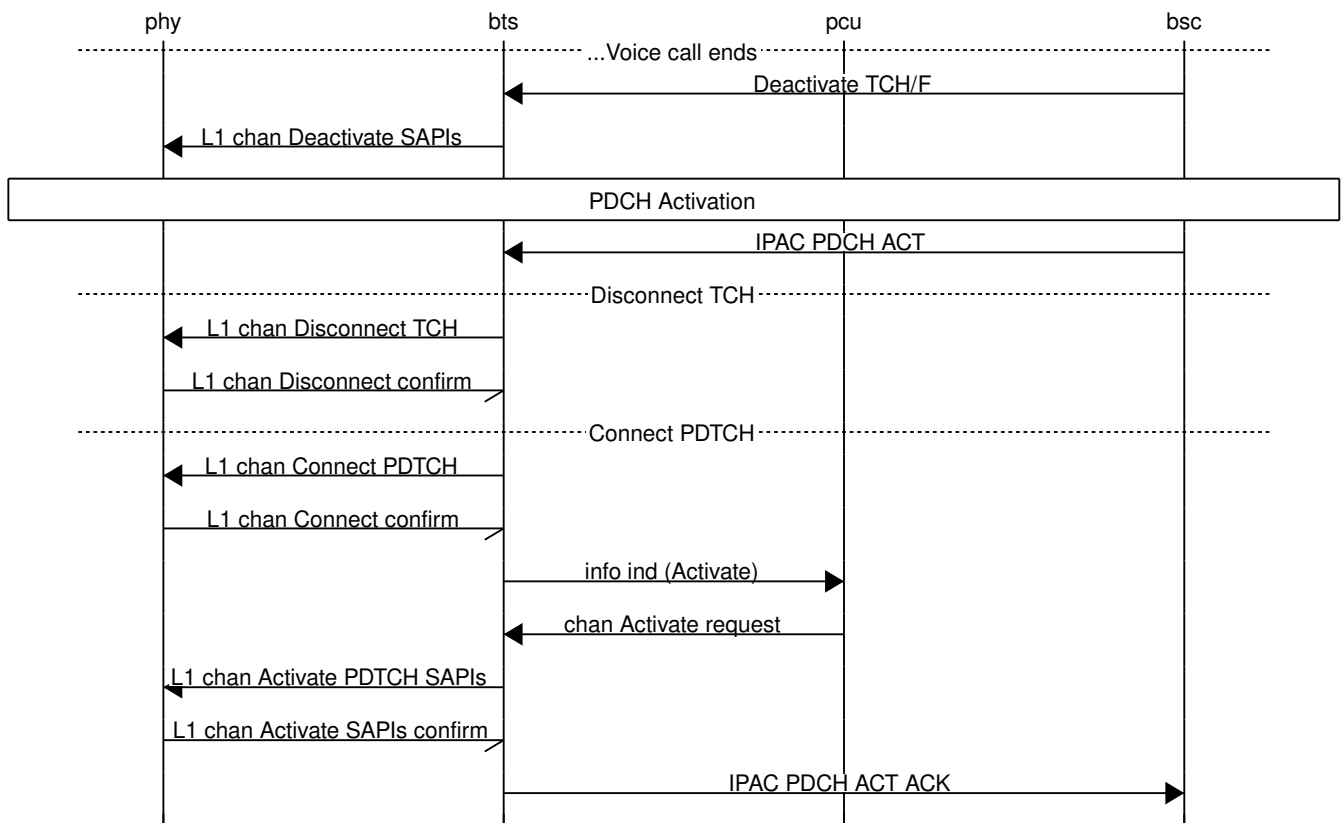 phy bts pcu bsc
...Voice call ends
Deactivate TCH/F
L1 chan Deactivate SAPIs
PDCH Activation
IPAC PDCH ACT
Disconnect TCH
L1 chan Disconnect TCH
L1 chan Disconnect confirm
Connect PDTCH
L1 chan Connect PDTCH
L1 chan Connect confirm
info ind (Activate)
chan Activate request
L1 chan Activate PDTCH SAPIs
L1 chan Activate SAPIs confirm
IPAC PDCH ACT ACK